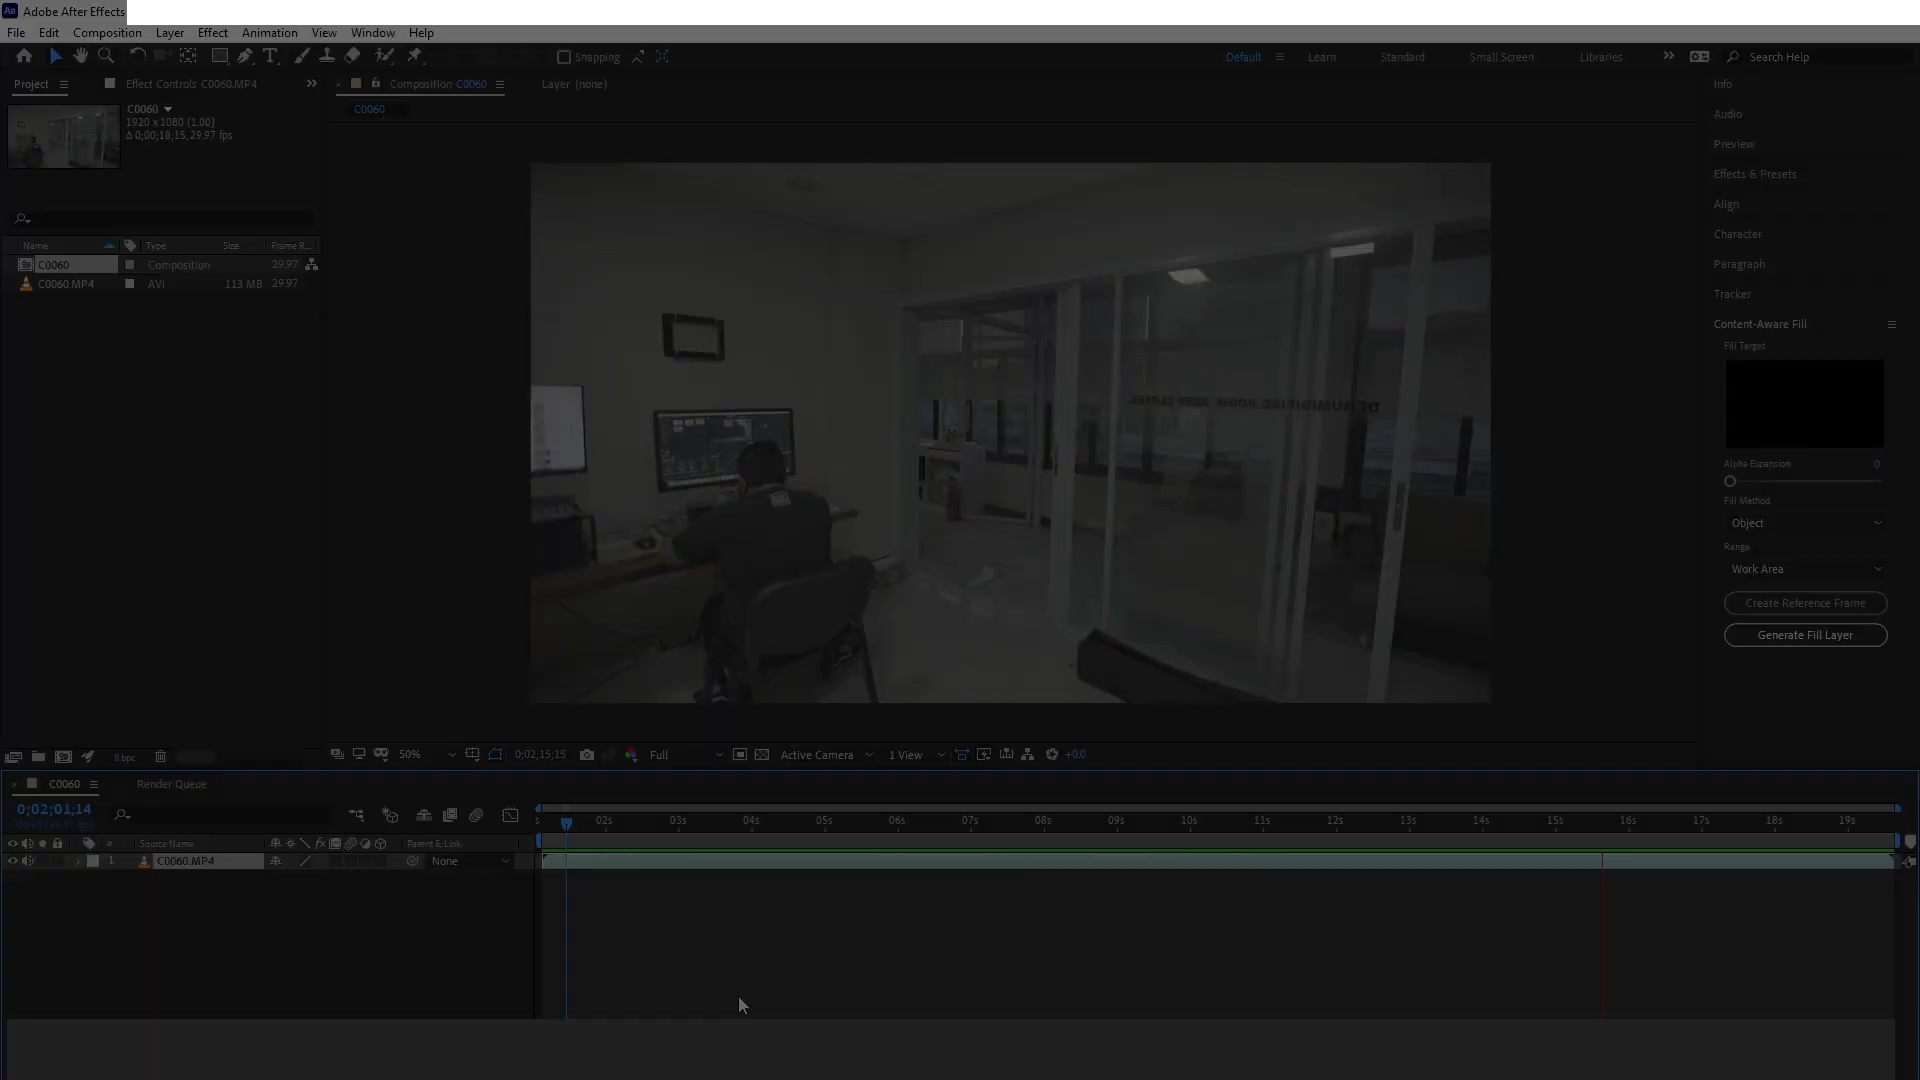 Adobe After Effects
File Edit Composition Layer Effect Animation View Window Help
Snapping
Default Learn Standard Small Screen Libraries Search Help
Project Effect Controls C0060.MP4
Composition C0060 Layer (none)
C0060
C0060
1920 x 1080 (1.00)
Δ 0;00;18;15, 29.97 fps
Name Type Size Frame R...
C0060 Composition 29.97
C0060.MP4 AVI 113 MB 29.97
Info
Audio
Preview
Effects & Presets
Align
Character
Paragraph
Tracker
Content-Aware Fill
Fill Target
Alpha Expansion 0
Fill Method
Object
Range
Work Area
Create Reference Frame
Generate Fill Layer
8 bpc
50% 0;02;15;15 Full Active Camera 1 View +0.0
C0060 Render Queue
0;02;01;14
# Source Name Parent & Link
1 C0060.MP4 None
s 02s 03s 04s 05s 06s 07s 08s 09s 10s 11s 12s 13s 14s 15s 16s 17s 18s 19s